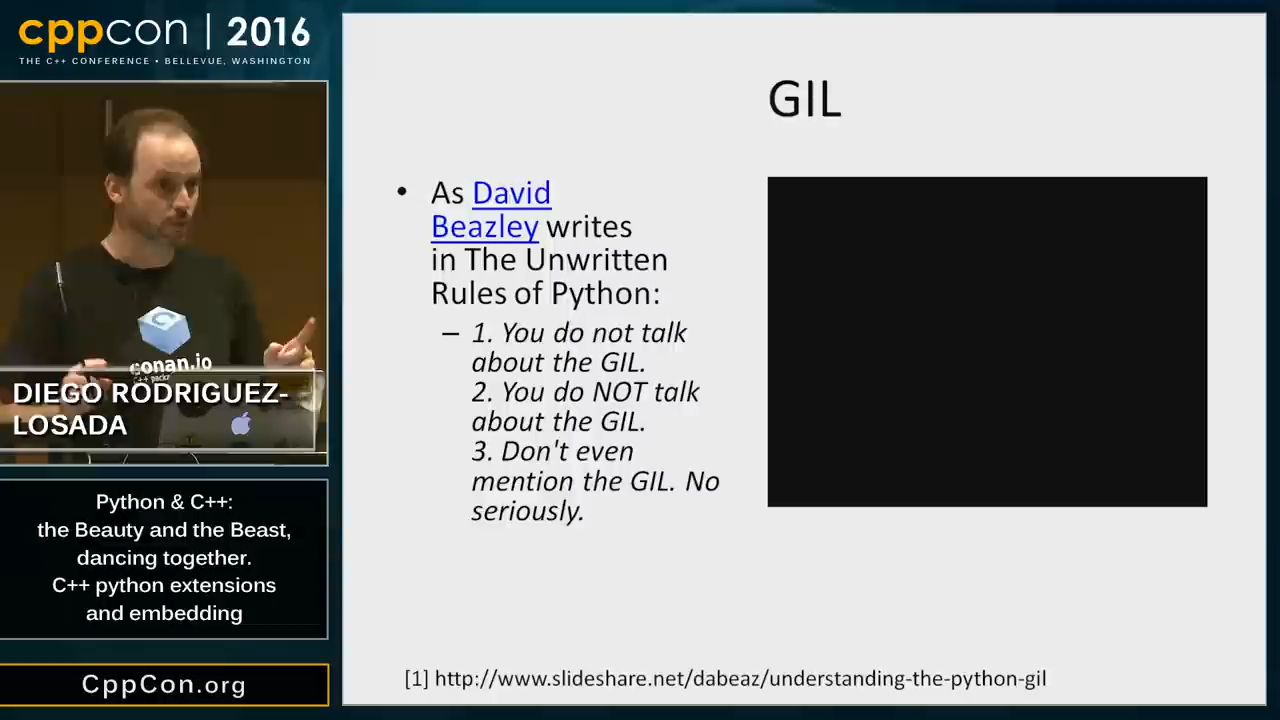 cppcon | 2016
THE C++ CONFERENCE • BELLEVUE, WASHINGTON
conan.io
DIEGO RODRIGUEZ-
LOSADA
Python & C++:
the Beauty and the Beast,
dancing together.
C++ python extensions
and embedding
CppCon.org
GIL
• As David
Beazley writes
in The Unwritten
Rules of Python:
– 1. You do not talk
about the GIL.
2. You do NOT talk
about the GIL.
3. Don't even
mention the GIL. No
seriously.
[1] http://www.slideshare.net/dabeaz/understanding-the-python-gil